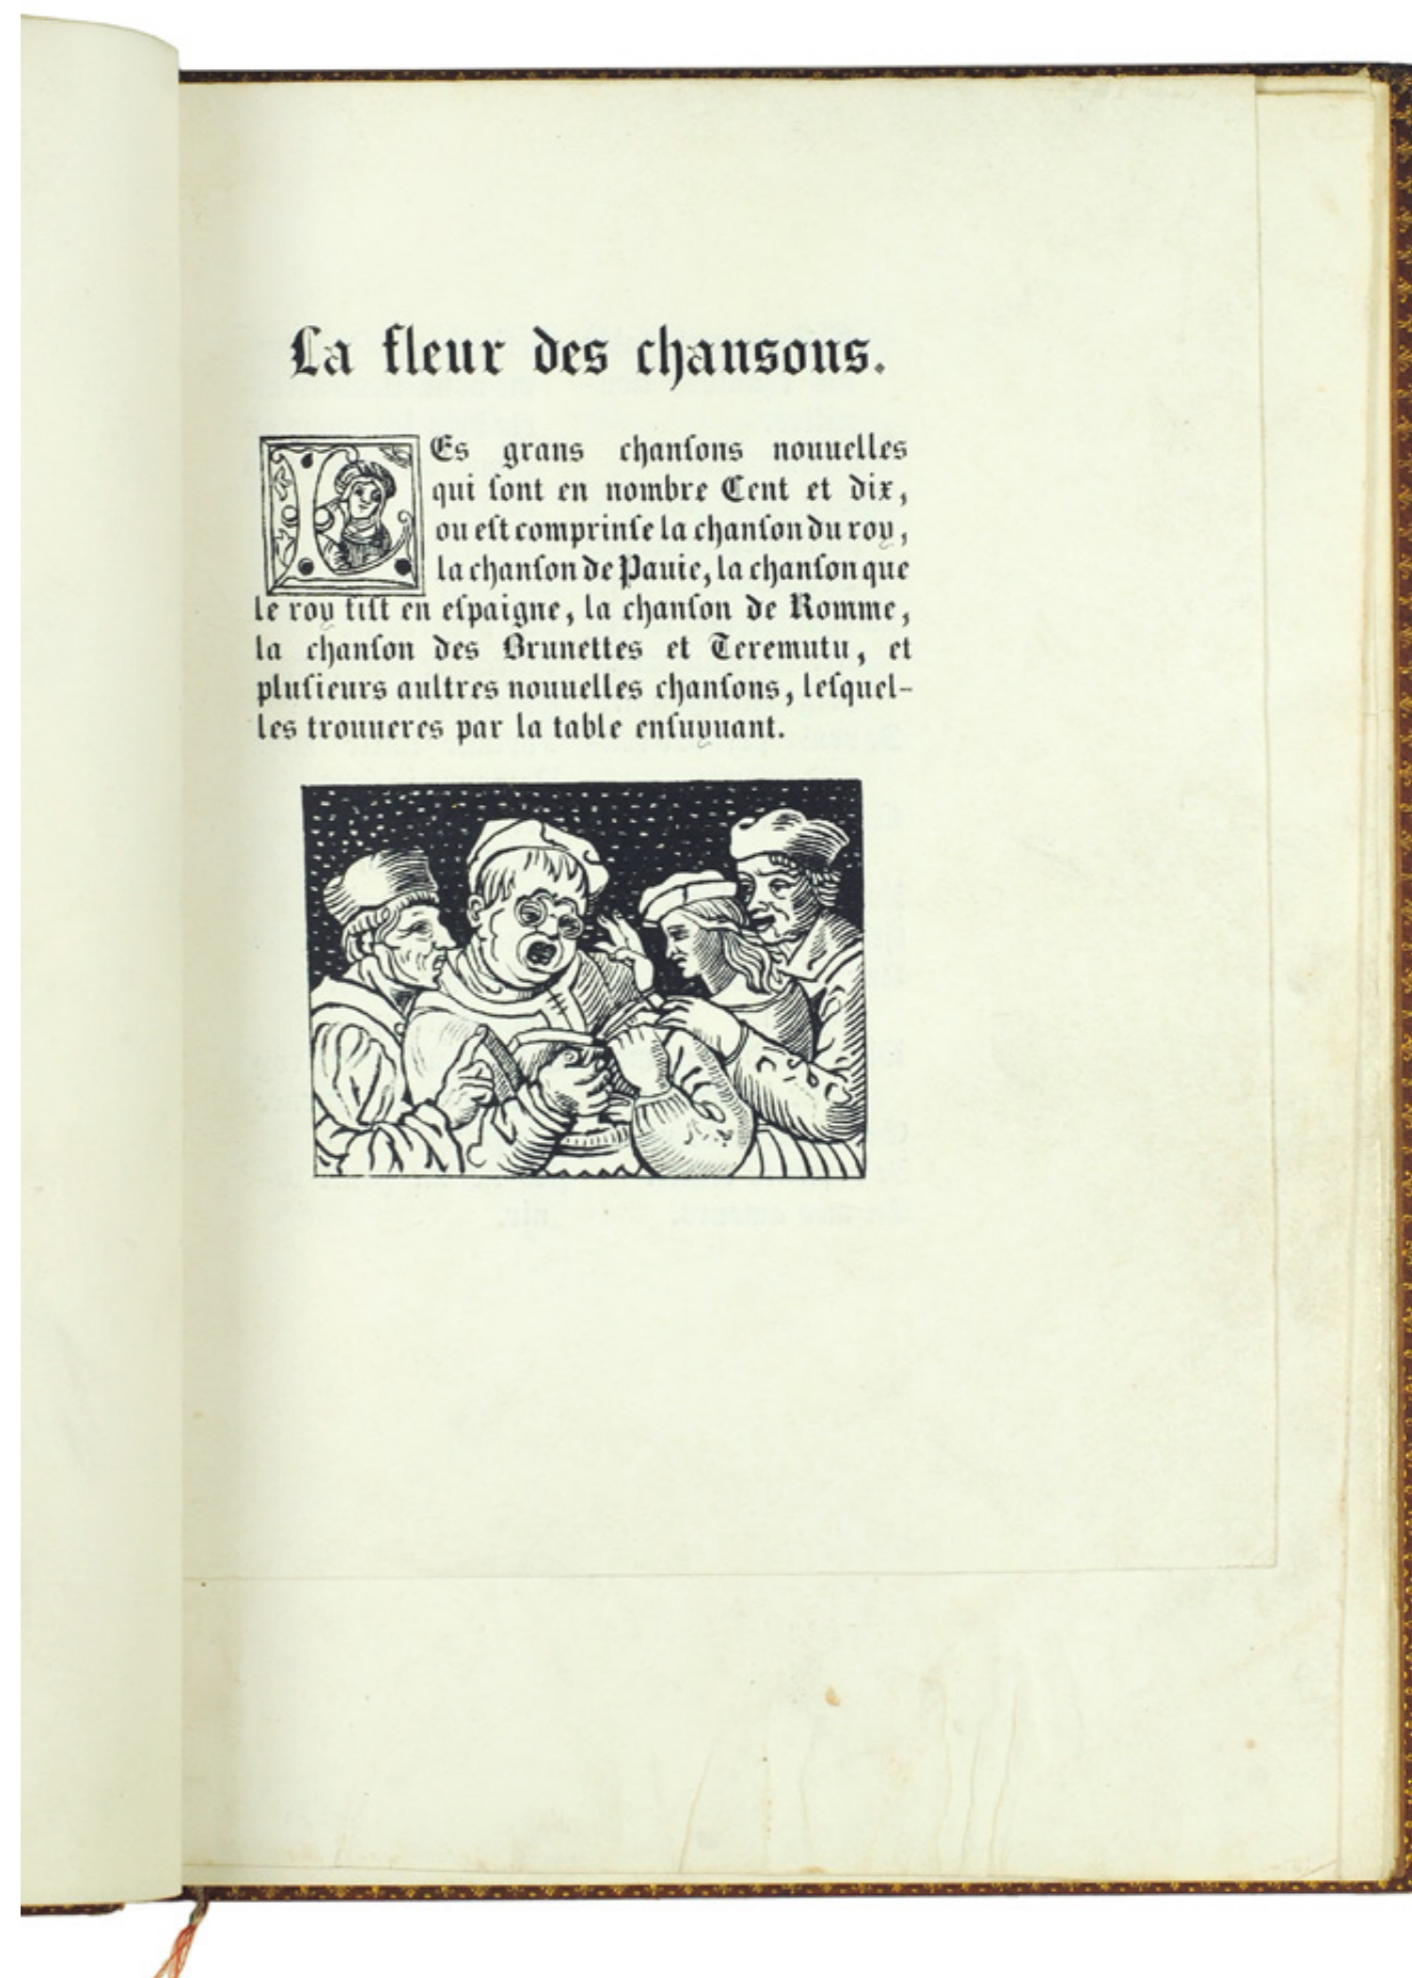 La fleur des chansons.
LEs grans chanſons nouuelles
qui ſont en nombre Cent et dix,
ou eſt comprinſe la chanſon du roy,
la chanſon de Pauie, la chanſon que
le roy fiſt en eſpaigne, la chanſon de Romme,
la chanſon des Brunettes et Teremutu, et
pluſieurs aultres nouuelles chanſons, leſquel-
les trouueres par la table enſuyuant.